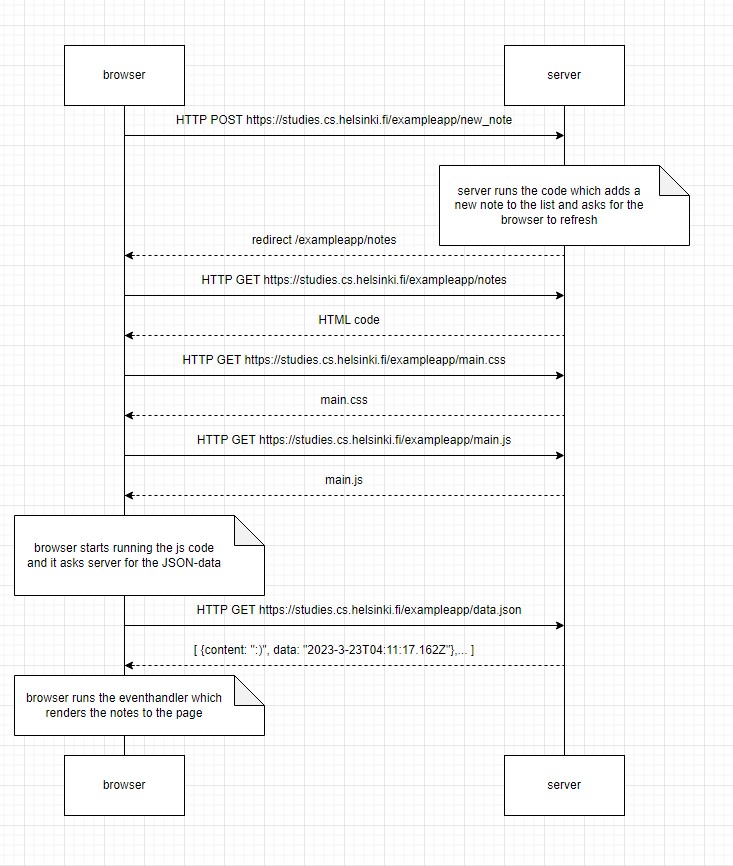 browser
server
HTTP POST https://studies.cs.helsinki.fi/exampleapp/new_note
server runs the code which adds a
new note to the list and asks for the
browser to refresh
redirect /exampleapp/notes
HTTP GET https://studies.cs.helsinki.fi/exampleapp/notes
HTML code
HTTP GET https://studies.cs.helsinki.fi/exampleapp/main.css
main.css
HTTP GET https://studies.cs.helsinki.fi/exampleapp/main.js
main.js
browser starts running the js code
and it asks server for the JSON-data
HTTP GET https://studies.cs.helsinki.fi/exampleapp/data.json
[ {content: ":)", data: "2023-3-23T04:11:17.162Z"},... ]
browser runs the eventhandler which
renders the notes to the page
browser
server